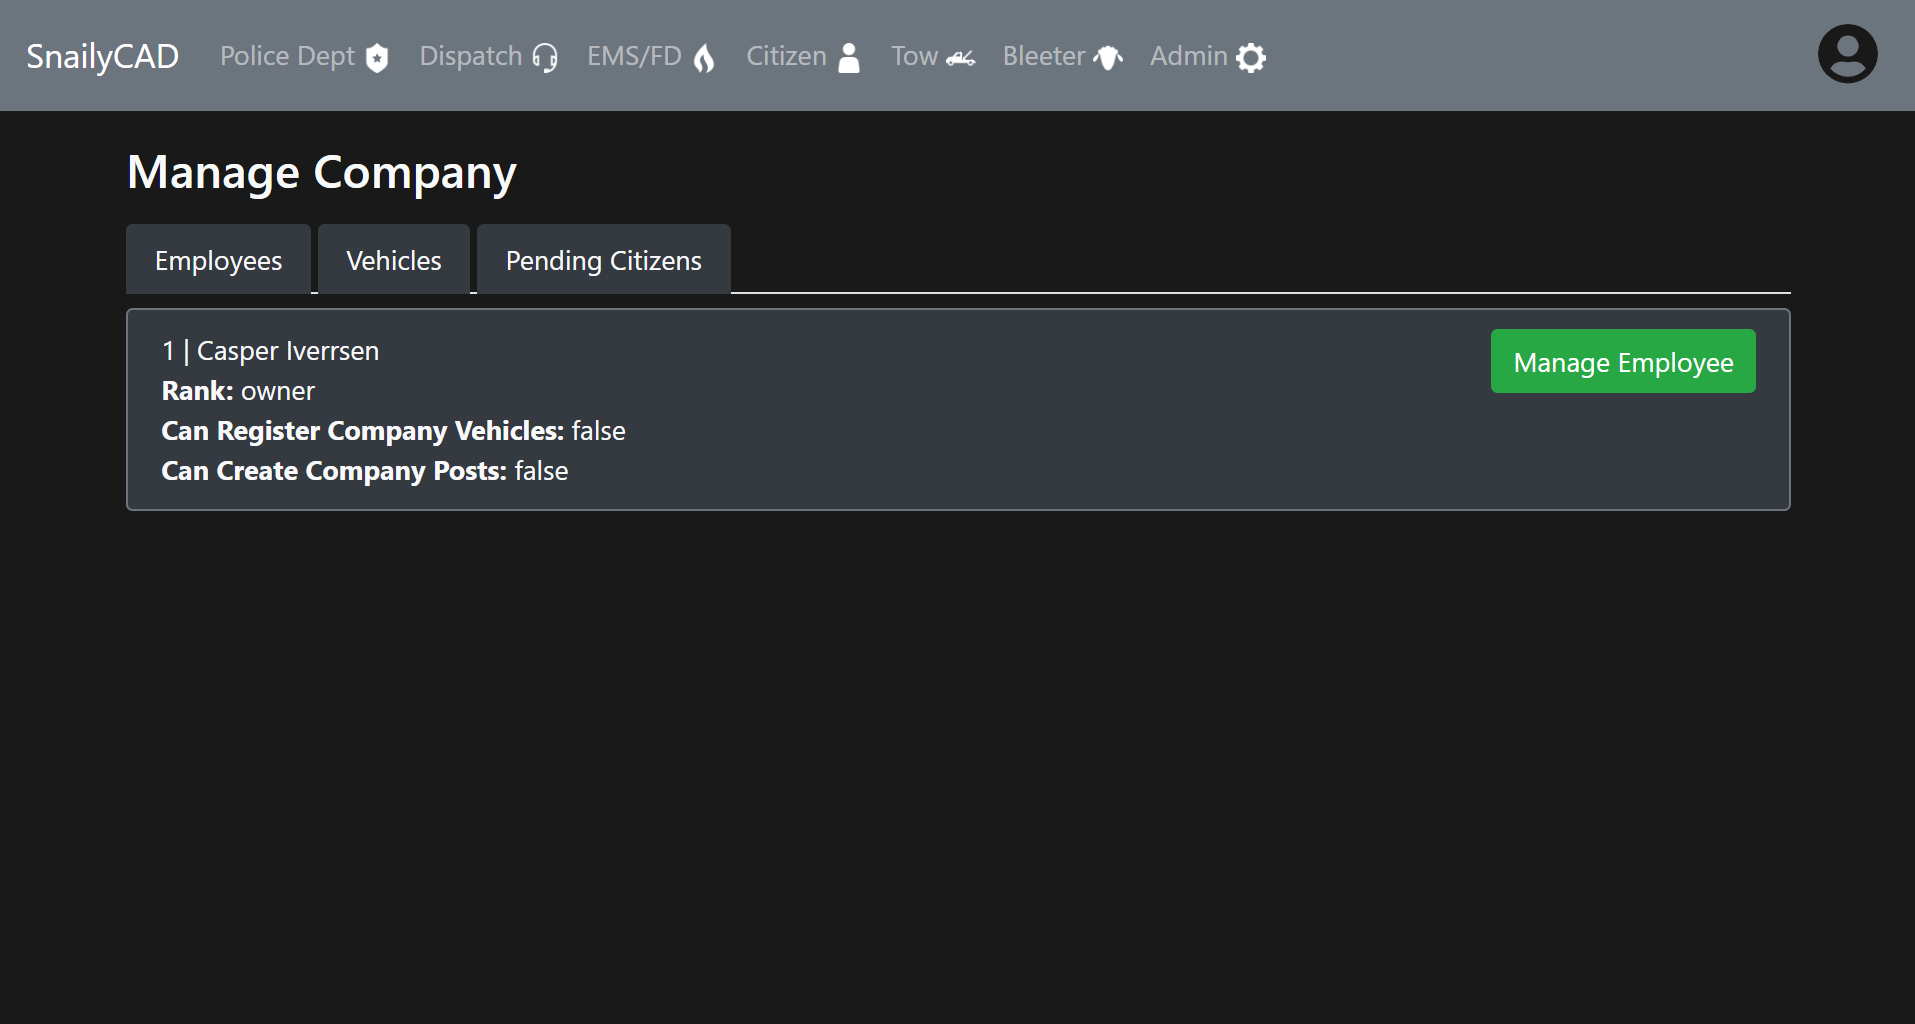 SnailyCAD Police Dept Dispatch EMS/FD Citizen Tow Bleeter Admin
Manage Company
Employees Vehicles Pending Citizens
1 | Casper Iverrsen
Manage Employee
Rank: owner
Can Register Company Vehicles: false
Can Create Company Posts: false